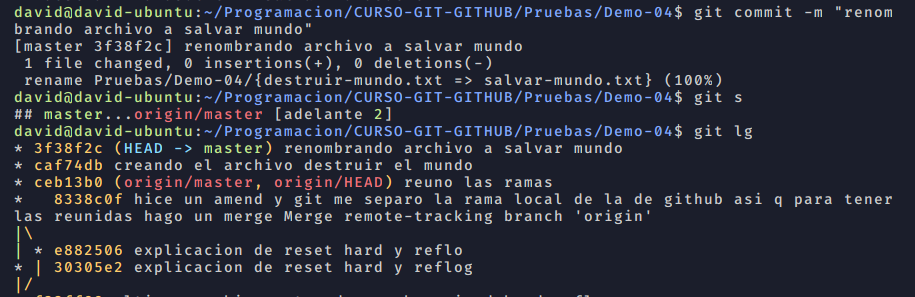 david@david-ubuntu:~/Programacion/CURSO-GIT-GITHUB/Pruebas/Demo-04$ git commit -m "renom
brando archivo a salvar mundo"
[master 3f38f2c] renombrando archivo a salvar mundo
 1 file changed, 0 insertions(+), 0 deletions(-)
 rename Pruebas/Demo-04/{destruir-mundo.txt => salvar-mundo.txt} (100%)
david@david-ubuntu:~/Programacion/CURSO-GIT-GITHUB/Pruebas/Demo-04$ git s
## master...origin/master [adelante 2]
david@david-ubuntu:~/Programacion/CURSO-GIT-GITHUB/Pruebas/Demo-04$ git lg
* 3f38f2c (HEAD -> master) renombrando archivo a salvar mundo
* caf74db creando el archivo destruir el mundo
* ceb13b0 (origin/master, origin/HEAD) reuno las ramas
*   8338c0f hice un amend y git me separo la rama local de la de github asi q para tener
las reunidas hago un merge Merge remote-tracking branch 'origin'
|\
| * e882506 explicacion de reset hard y reflo
* | 30305e2 explicacion de reset hard y reflog
|/